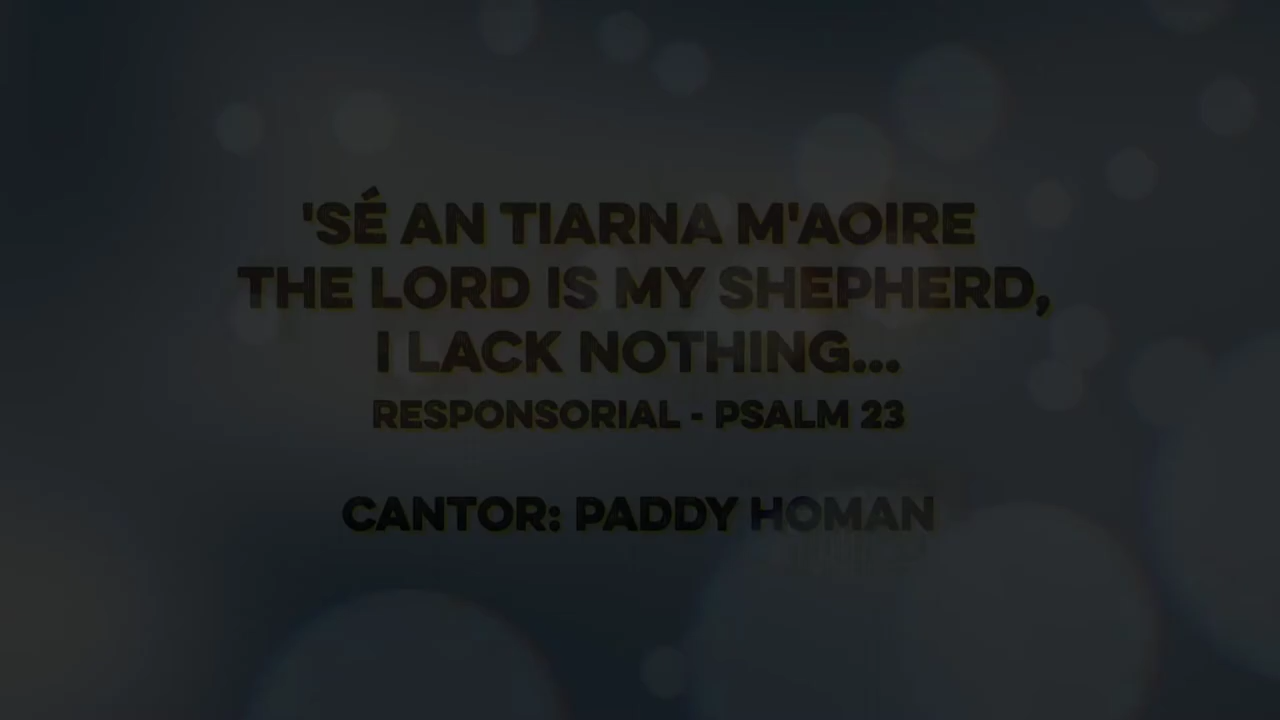 'SÉ AN TIARNA M'AOIRE
THE LORD IS MY SHEPHERD,
I LACK NOTHING...
RESPONSORIAL - PSALM 23
CANTOR: PADDY HOMAN